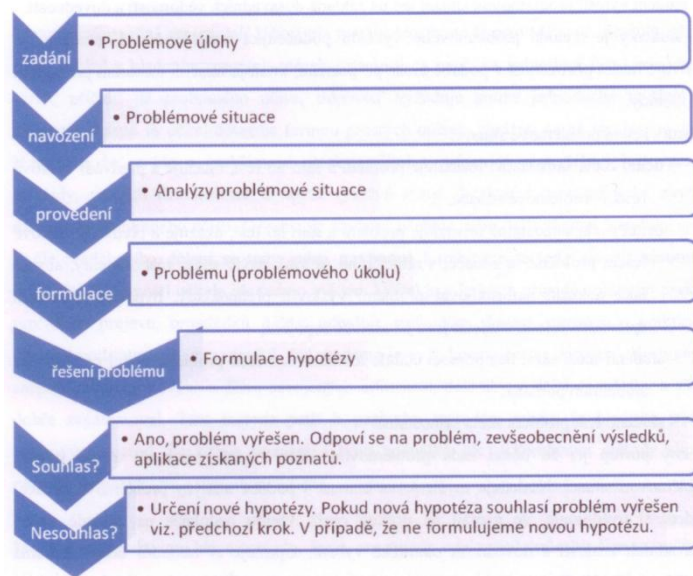 zadání
• Problémové úlohy
navození
• Problémové situace
provedení
• Analýzy problémové situace
formulace
• Problému (problémového úkolu)
řešení problému
• Formulace hypotézy
Souhlas?
• Ano, problém vyřešen. Odpoví se na problém, zevšeobecnění výsledků,
aplikace získaných pamatů.
Nesouhlas?
• Určení nové hypotézy. Pokud nová hypotéza souhlasí problém vyřešen
viz. předchozí krok. V případě, že ne formulujeme novou hypotézu.